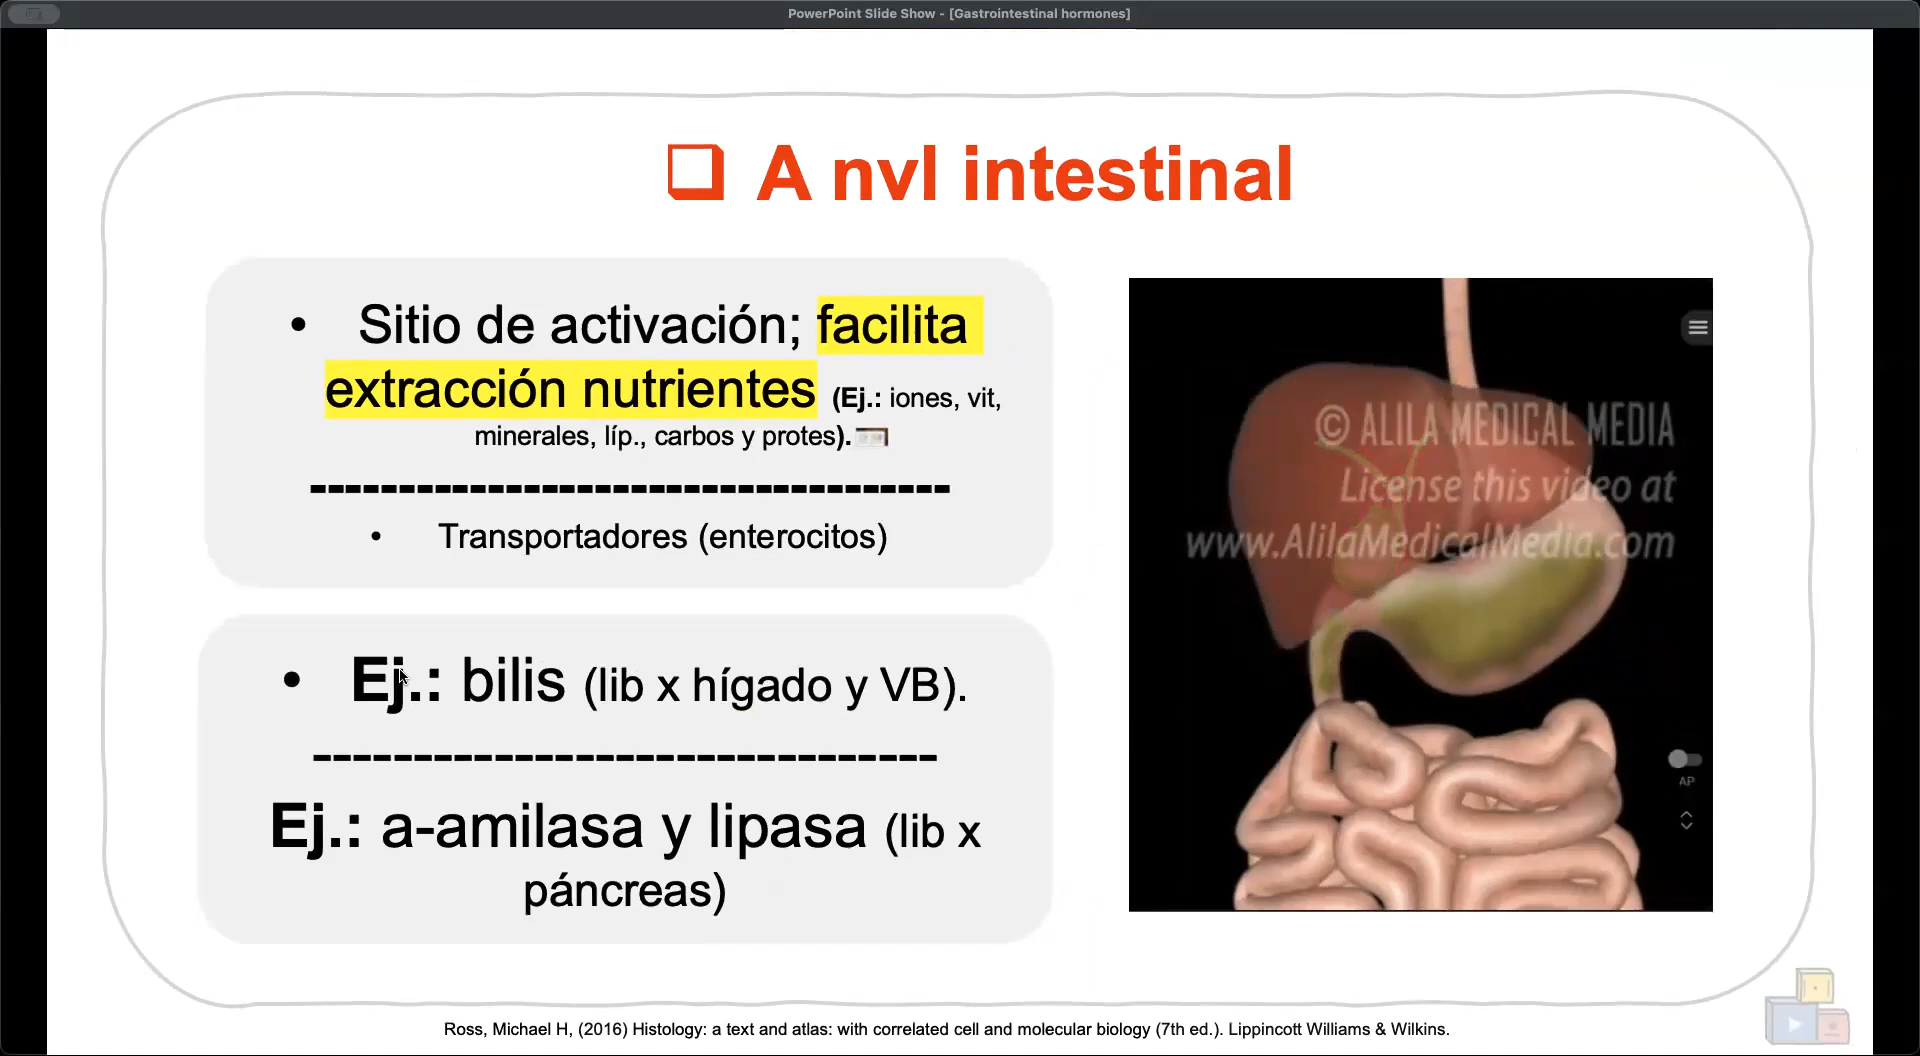 PowerPoint Slide Show - [Gastrointestinal hormones]
❑ A nvl intestinal
• Sitio de activación; facilita
extracción nutrientes (Ej.: iones, vit,
minerales, líp., carbos y protes).
------------------------------------
• Transportadores (enterocitos)
• Ej.: bilis (lib x hígado y VB).
-------------------------------
Ej.: a-amilasa y lipasa (lib x
páncreas)
© ALILA MEDICAL MEDIA
License this video at
www.AlilaMedicalMedia.com
AP
Ross, Michael H, (2016) Histology: a text and atlas: with correlated cell and molecular biology (7th ed.). Lippincott Williams & Wilkins.